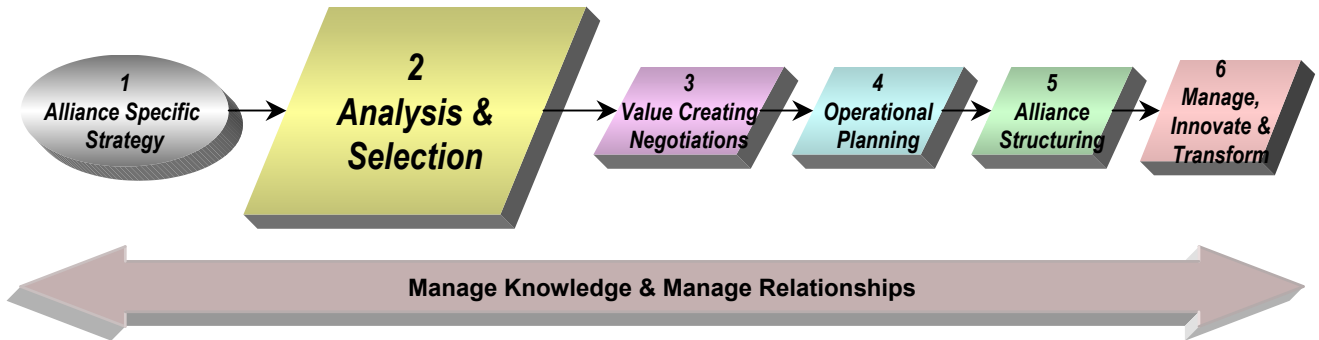 1
Alliance Specific
Strategy
2
Analysis &
Selection
3
Value Creating
Negotiations
4
Operational
Planning
5
Alliance
Structuring
6
Manage,
Innovate &
Transform
Manage Knowledge & Manage Relationships